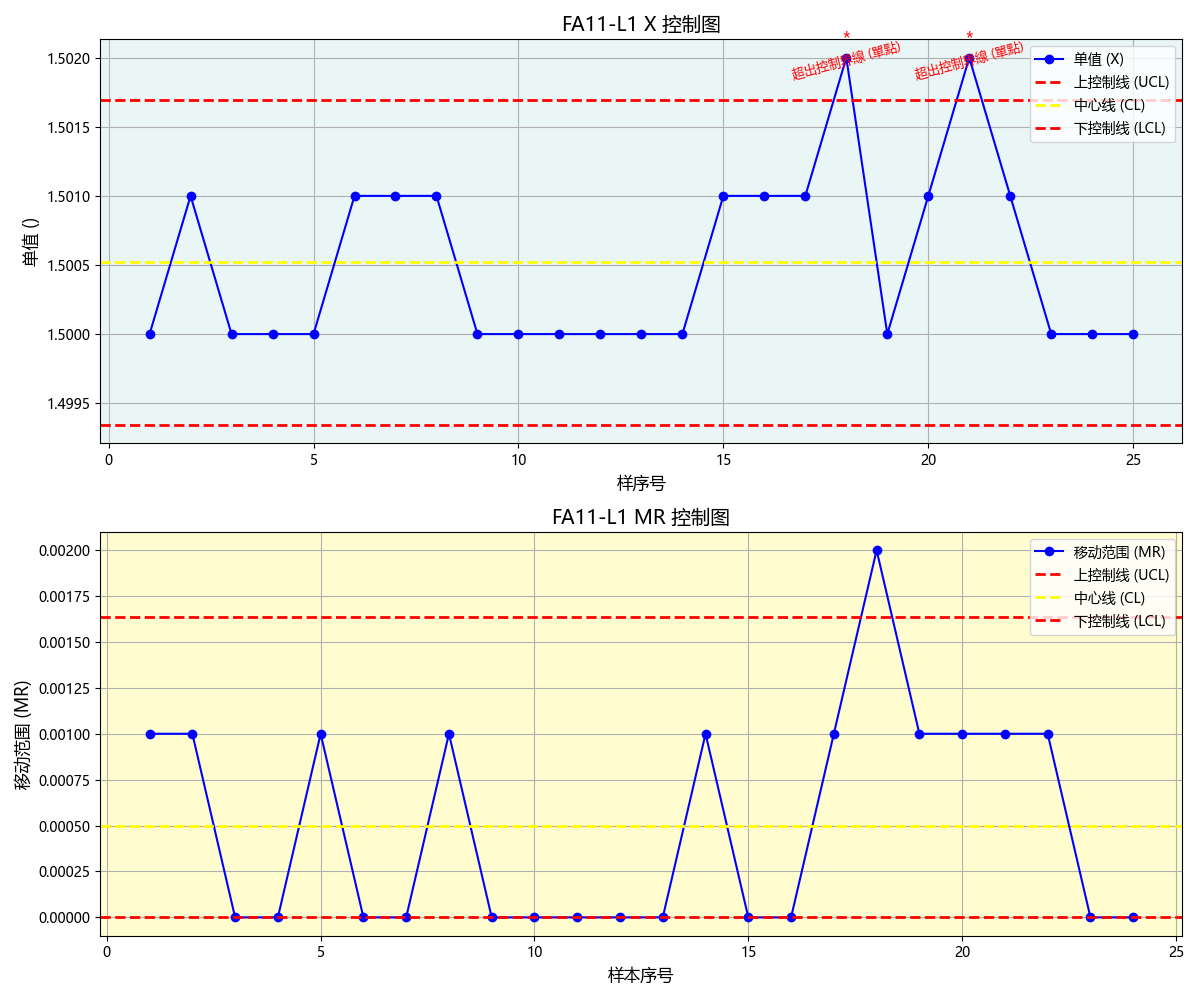 FA11-L1 X 控制图
*
*
超出控制界線 (單點)
超出控制界線 (單點)
单值 (X)
上控制线 (UCL)
中心线 (CL)
下控制线 (LCL)
单值 ()
1.5020
1.5015
1.5010
1.5005
1.5000
1.4995
0
5
10
15
20
25
样序号
FA11-L1 MR 控制图
移动范围 (MR)
上控制线 (UCL)
中心线 (CL)
下控制线 (LCL)
移动范围 (MR)
0.00200
0.00175
0.00150
0.00125
0.00100
0.00075
0.00050
0.00025
0.00000
0
5
10
15
20
25
样本序号